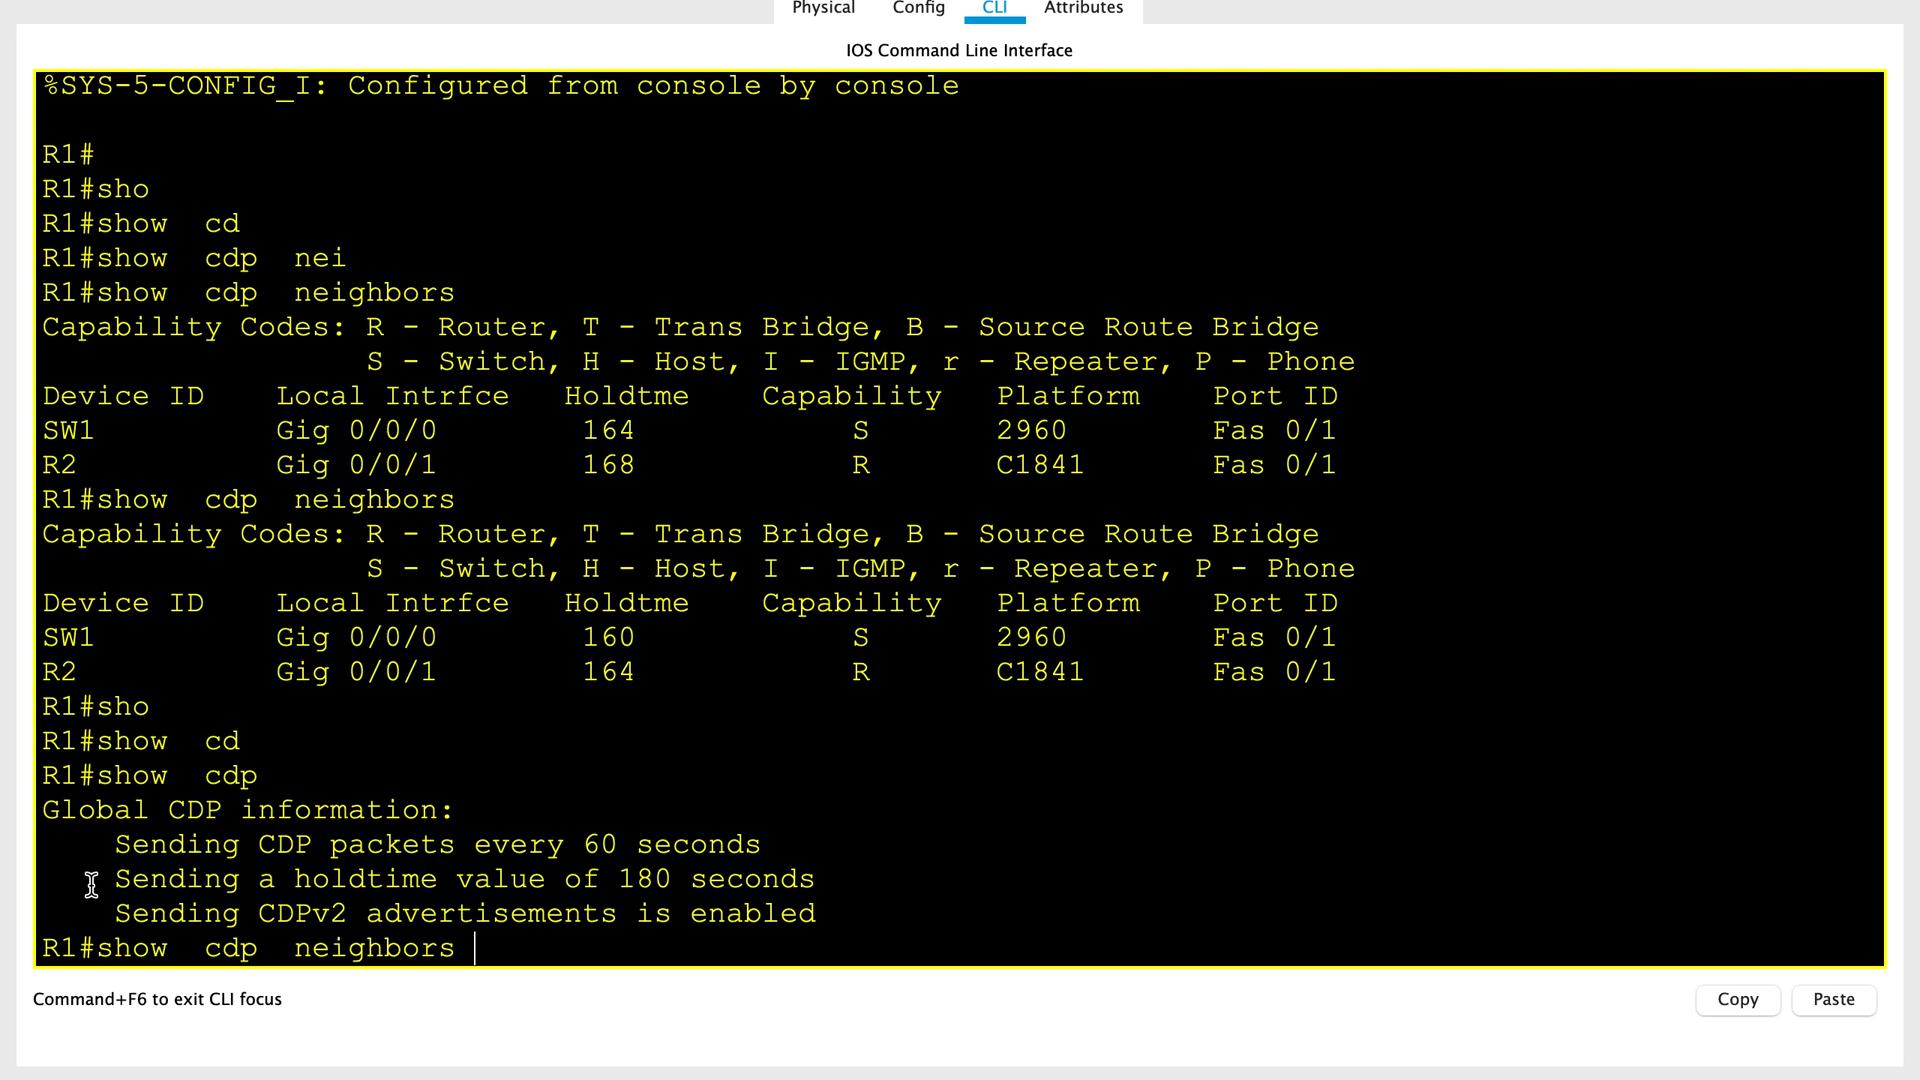 Physical Config CLI Attributes
IOS Command Line Interface
%SYS-5-CONFIG_I: Configured from console by console
R1#
R1#sho
R1#show cd
R1#show cdp nei
R1#show cdp neighbors
Capability Codes: R - Router, T - Trans Bridge, B - Source Route Bridge
S - Switch, H - Host, I - IGMP, r - Repeater, P - Phone
Device ID Local Intrfce Holdtme Capability Platform Port ID
SW1 Gig 0/0/0 164 S 2960 Fas 0/1
R2 Gig 0/0/1 168 R C1841 Fas 0/1
R1#show cdp neighbors
Capability Codes: R - Router, T - Trans Bridge, B - Source Route Bridge
S - Switch, H - Host, I - IGMP, r - Repeater, P - Phone
Device ID Local Intrfce Holdtme Capability Platform Port ID
SW1 Gig 0/0/0 160 S 2960 Fas 0/1
R2 Gig 0/0/1 164 R C1841 Fas 0/1
R1#sho
R1#show cd
R1#show cdp
Global CDP information:
Sending CDP packets every 60 seconds
Sending a holdtime value of 180 seconds
Sending CDPv2 advertisements is enabled
R1#show cdp neighbors
Command+F6 to exit CLI focus
Copy Paste